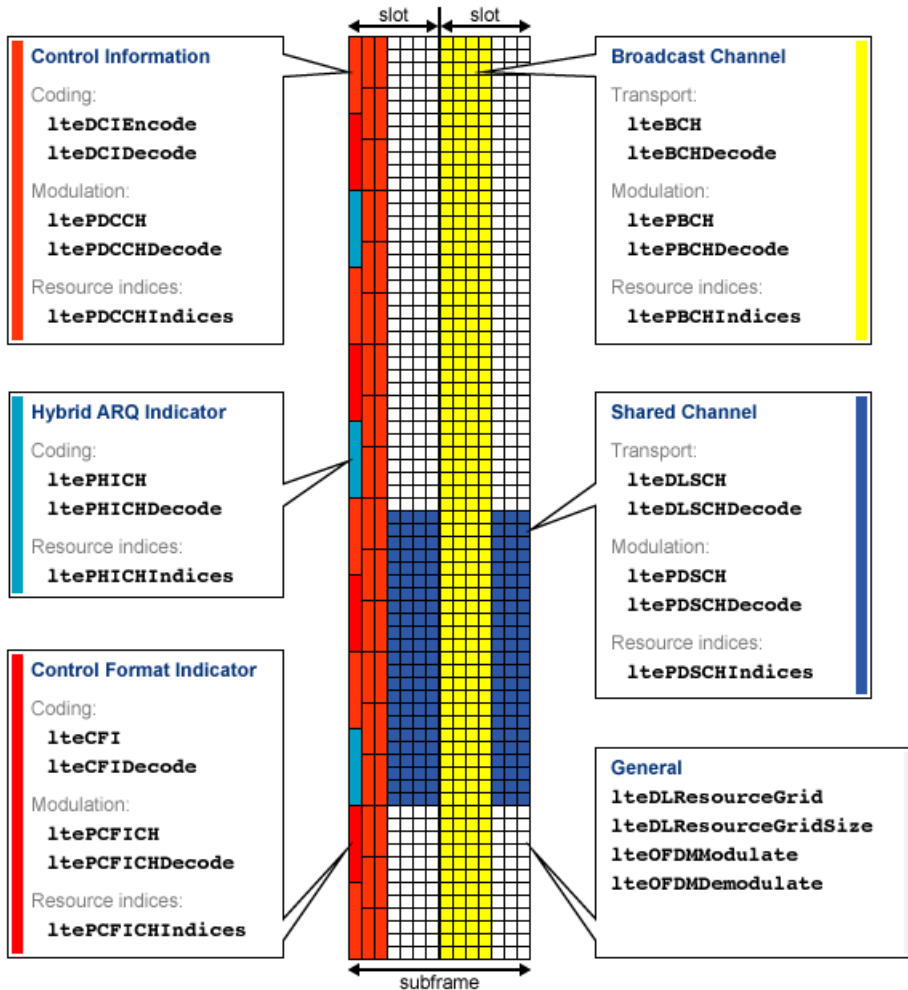 slot
slot
Control Information
Coding:
lteDCIEncode
lteDCIDecode
Modulation:
ltePDCCH
ltePDCCHDecode
Resource indices:
ltePDCCHIndices
Hybrid ARQ Indicator
Coding:
ltePHICH
ltePHICHDecode
Resource indices:
ltePHICHIndices
Control Format Indicator
Coding:
lteCFI
lteCFIDecode
Modulation:
ltePCFICH
ltePCFICHDecode
Resource indices:
ltePCFICHIndices
Broadcast Channel
Transport:
lteBCH
lteBCHDecode
Modulation:
ltePBCH
ltePBCHDecode
Resource indices:
ltePBCHIndices
Shared Channel
Transport:
lteDLSCH
lteDLSCHDecode
Modulation:
ltePDSCH
ltePDSCHDecode
Resource indices:
ltePDSCHIndices
General
lteDLResourceGrid
lteDLResourceGridSize
lteOFDMModulate
lteOFDMDemodulate
subframe